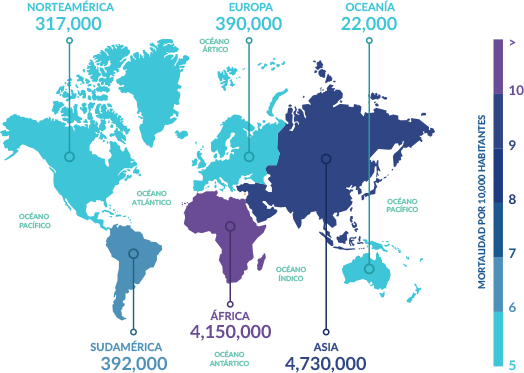 NORTEAMÉRICA
317,000
EUROPA
390,000
OCEANÍA
22,000
OCÉANO
ÁRTICO
>
10
9
8
7
6
5
MORTALIDAD POR 10,000 HABITANTES
OCÉANO
ATLÁNTICO
OCÉANO
PACÍFICO
OCÉANO
PACÍFICO
OCÉANO
ÍNDICO
ÁFRICA
4,150,000
SUDAMÉRICA
392,000
OCÉANO
ANTÁRTICO
ASIA
4,730,000